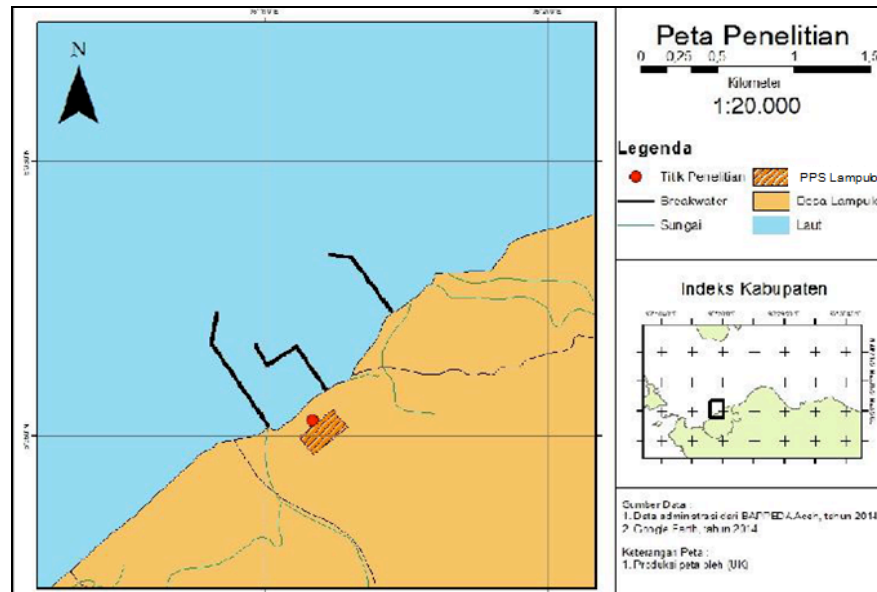 N
Peta Penelitian
0 0,25 0,5 1 1,5
Kilometer
1:20.000
Legenda
Titik Penelitian
PPS Lampulo
Breakwater
Desa Lampulo
Sungai
Laut
Indeks Kabupaten
Sumber Data :
1. Data administrasi dari BAPPEDA Aceh, tahun 2014
2. Google Earth, tahun 2014
Keterangan Peta :
1. Produksi peta oleh